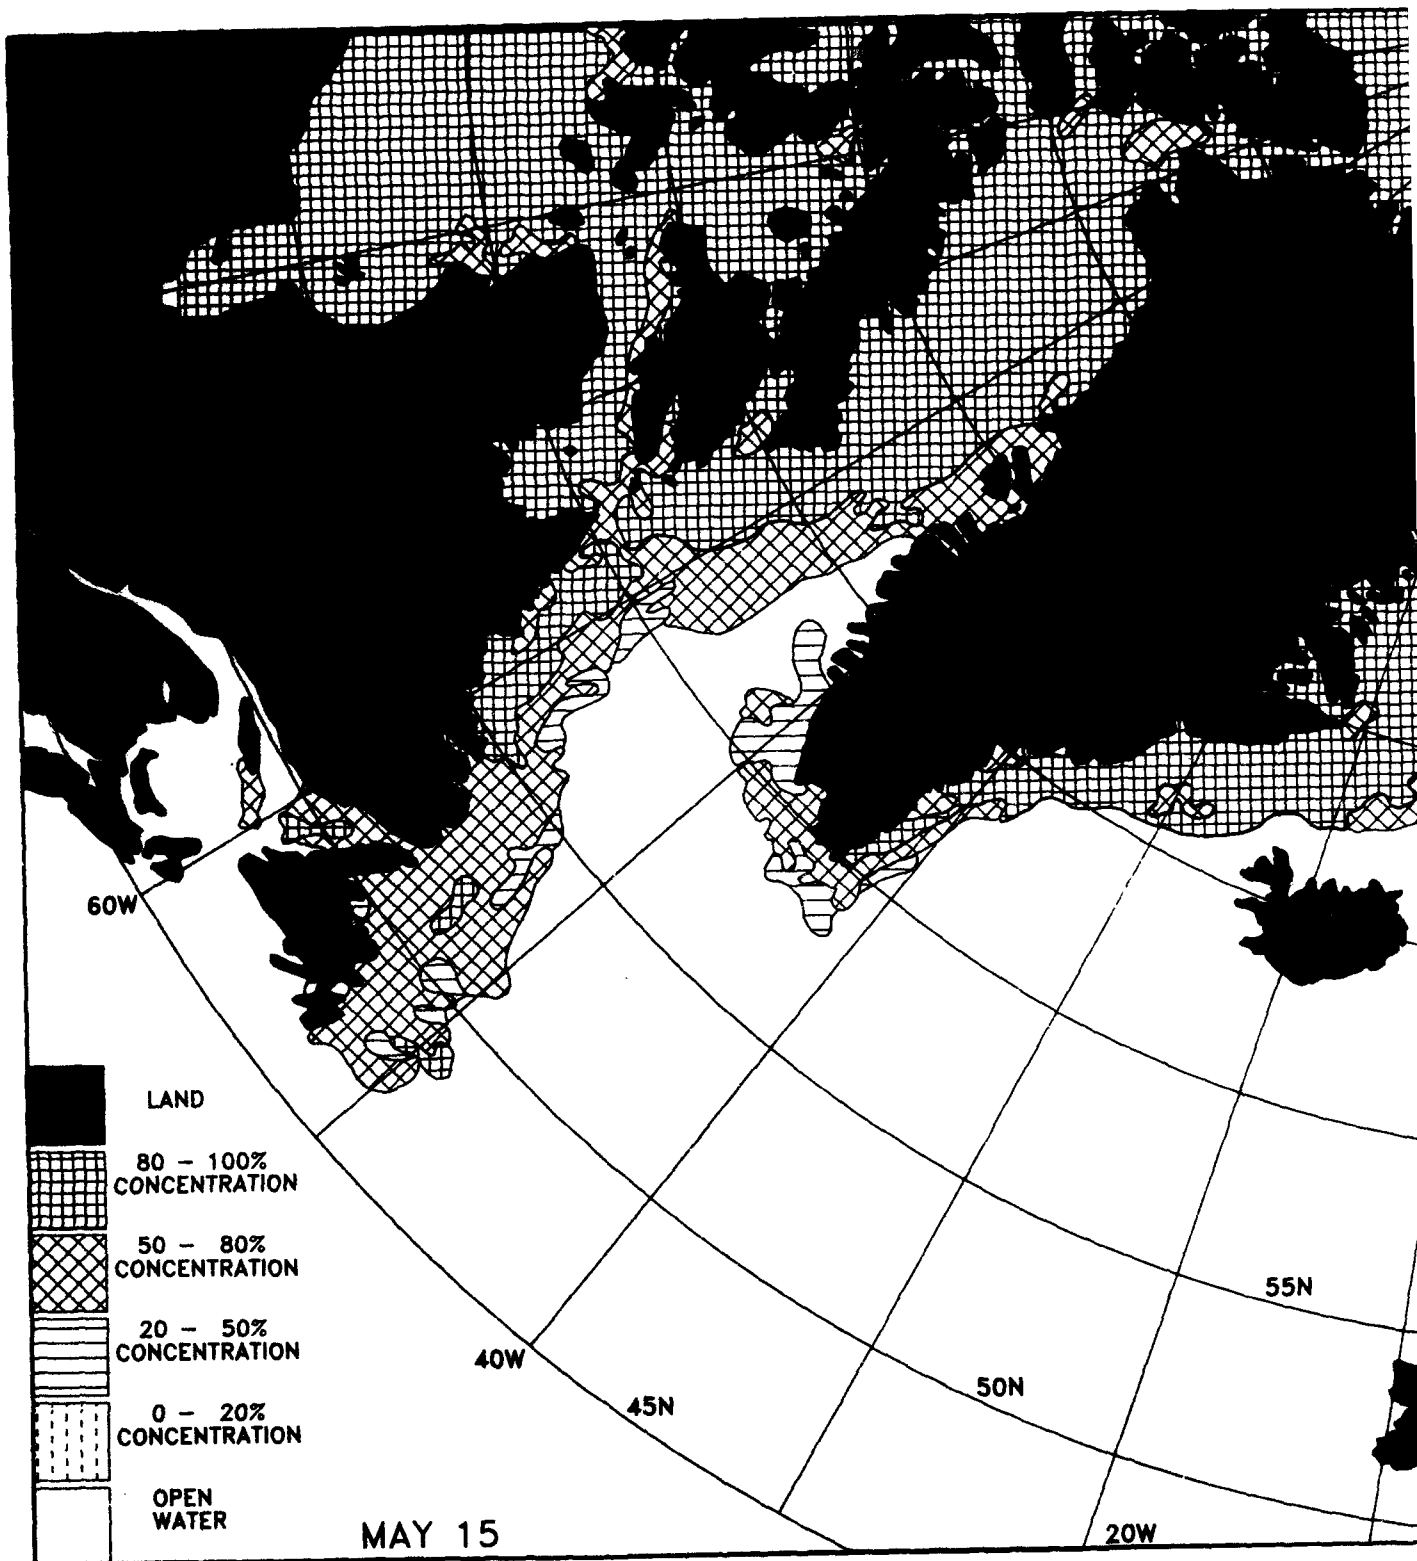 60W
LAND
80 - 100%
CONCENTRATION
50 - 80%
CONCENTRATION
20 - 50%
CONCENTRATION
0 - 20%
CONCENTRATION
OPEN
WATER
MAY 15
40W
45N
50N
55N
20W